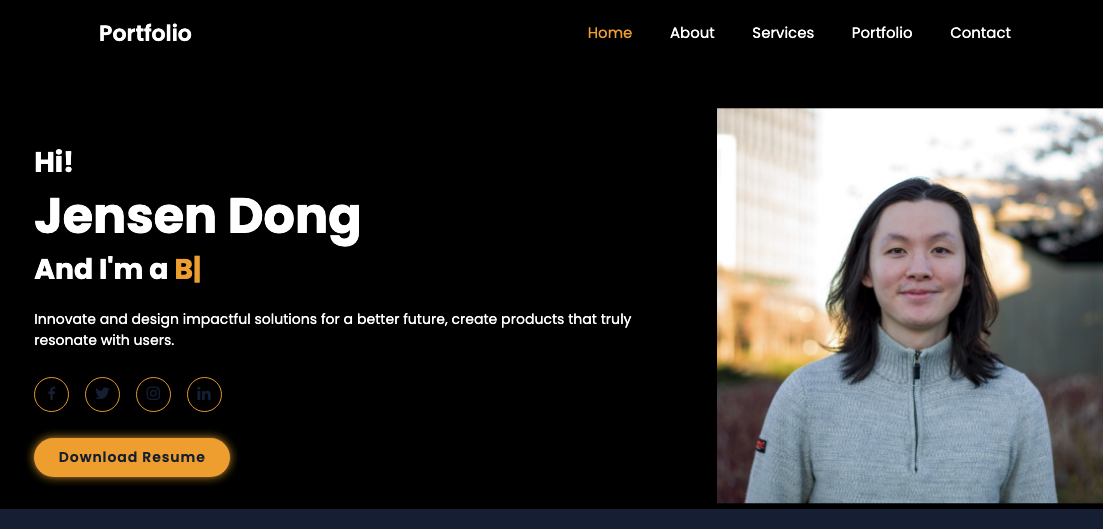 Portfolio
Home About Services Portfolio Contact
Hi!
Jensen Dong
And I'm a B|
Innovate and design impactful solutions for a better future, create products that truly
resonate with users.
Download Resume